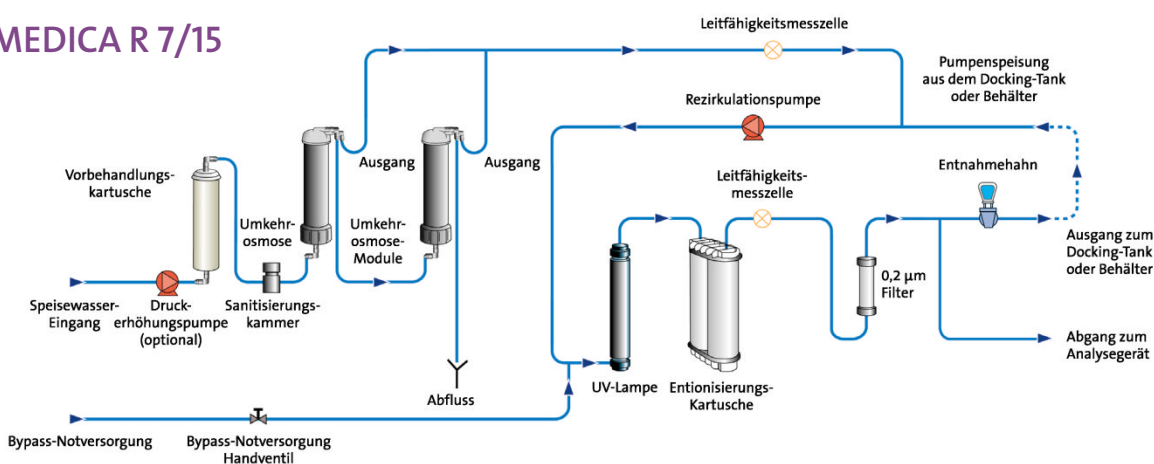 MEDICA R 7/15
Leitfähigkeitsmesszelle
Pumpenspeisung
aus dem Docking-Tank
oder Behälter
Rezirkulationspumpe
Ausgang
Ausgang
Vorbehandlungs-
kartusche
Leitfähigkeits-
messzelle
Entnahmehahn
Umkehr-
osmose
Umkehr-
osmose-
Module
Ausgang zum
Docking-Tank
oder Behälter
0,2 µm
Filter
Speisewasser-
Eingang
Druck-
erhöhungspumpe
(optional)
Sanitisierungs-
kammer
Abgang zum
Analysegerät
Abfluss
UV-Lampe
Entionisierungs-
Kartusche
Bypass-Notversorgung
Bypass-Notversorgung
Handventil